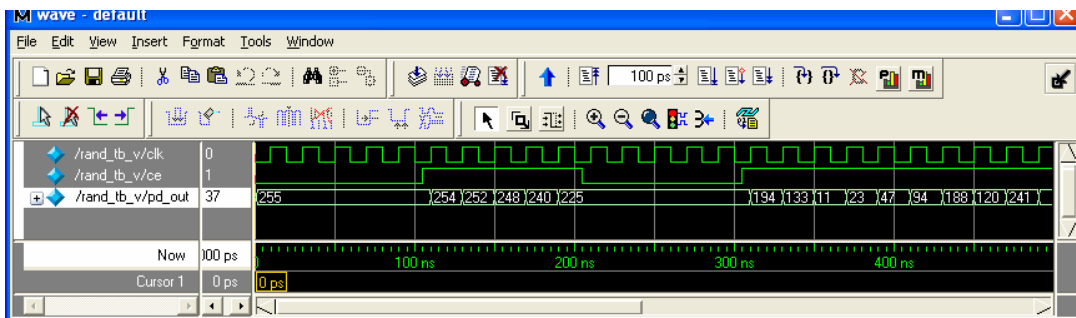 wave - default
File Edit View Insert Format Tools Window
100 ps
/rand_tb_v/clk 0
/rand_tb_v/ce 1
/rand_tb_v/pd_out 37 255 254 252 248 240 225 194 133 11 23 47 94 188 120 241
Now 000 ps 100 ns 200 ns 300 ns 400 ns
Cursor 1 0 ps 0 ps